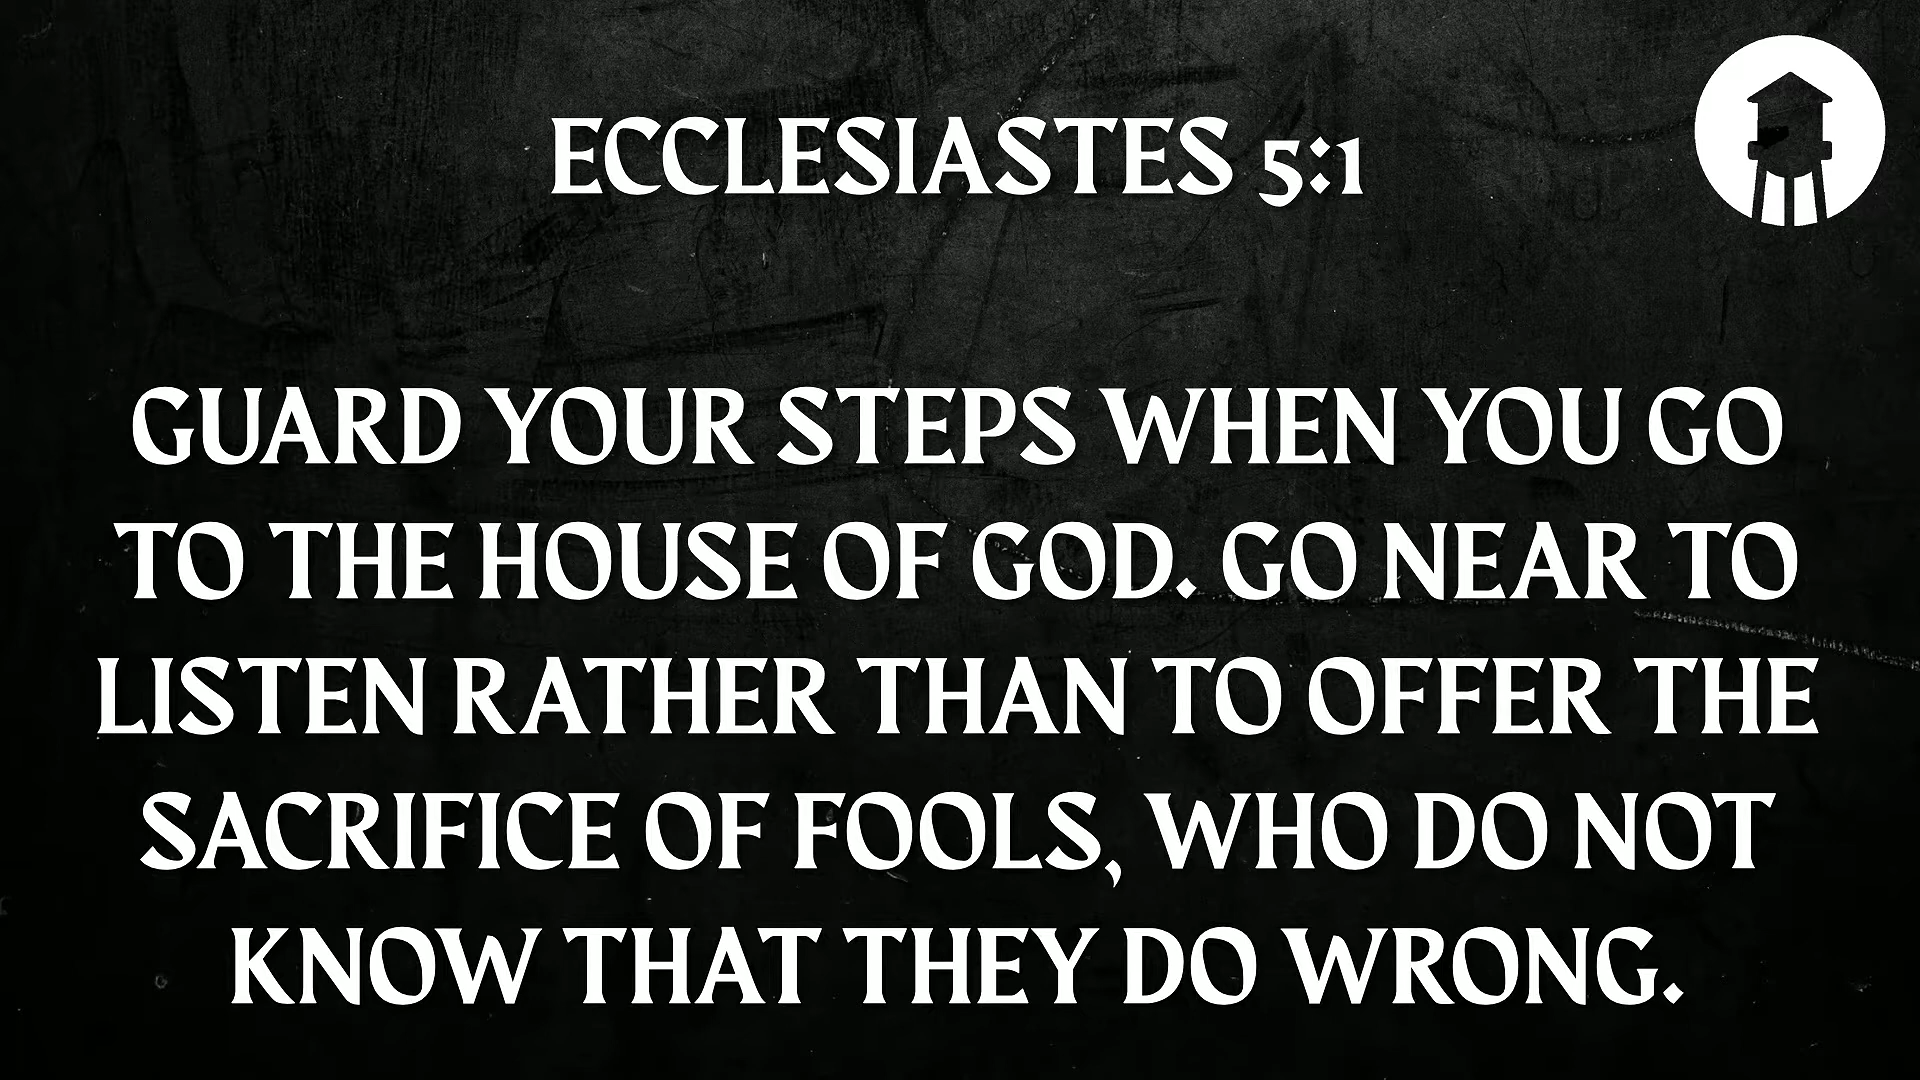 ECCLESIASTES 5:1
GUARD YOUR STEPS WHEN YOU GO
TO THE HOUSE OF GOD. GO NEAR TO
LISTEN RATHER THAN TO OFFER THE
SACRIFICE OF FOOLS, WHO DO NOT
KNOW THAT THEY DO WRONG.